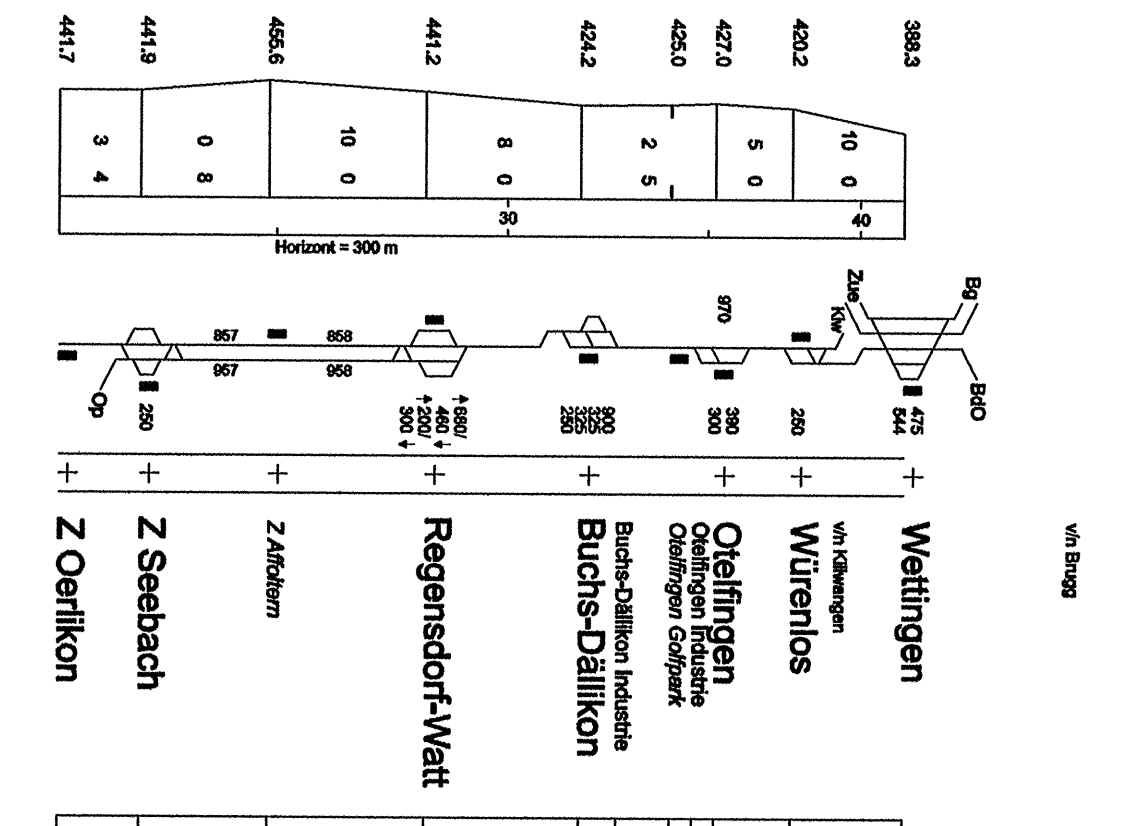 441.7
441.9
455.6
441.2
424.2
425.0
427.0
420.2
388.3
3
4
0
8
10
0
8
0
2
5
5
0
10
0
30
40
Horizont = 300 m
Bg
Zue
Klw
970
BdO
857
858
957
958
Op
250
300
200/
460
680/
250
325
325
900
300
390
250
544
475
Z Oerlikon
Z Seebach
Z Affoltern
Regensdorf-Watt
Buchs-Dällikon
Buchs-Dällikon Industrie
Otelfingen Golfpark
Otelfingen Industrie
Otelfingen
Würenlos
v/n Killwangen
Wettingen
v/n Brugg